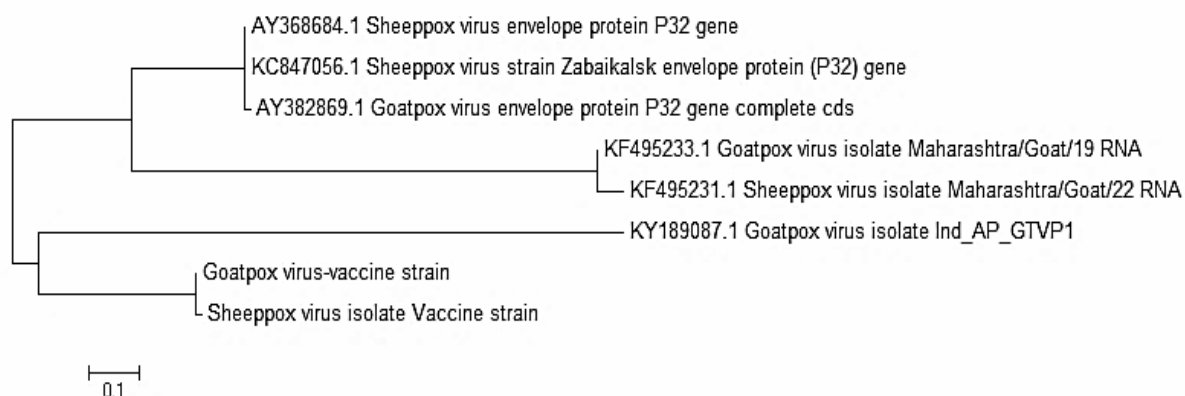 AY368684.1 Sheeppox virus envelope protein P32 gene
KC847056.1 Sheeppox virus strain Zabaikalsk envelope protein (P32) gene
AY382869.1 Goatpox virus envelope protein P32 gene complete cds
KF495233.1 Goatpox virus isolate Maharashtra/Goat/19 RNA
KF495231.1 Sheeppox virus isolate Maharashtra/Goat/22 RNA
KY189087.1 Goatpox virus isolate Ind_AP_GTVP1
Goatpox virus-vaccine strain
Sheeppox virus isolate Vaccine strain
0.1